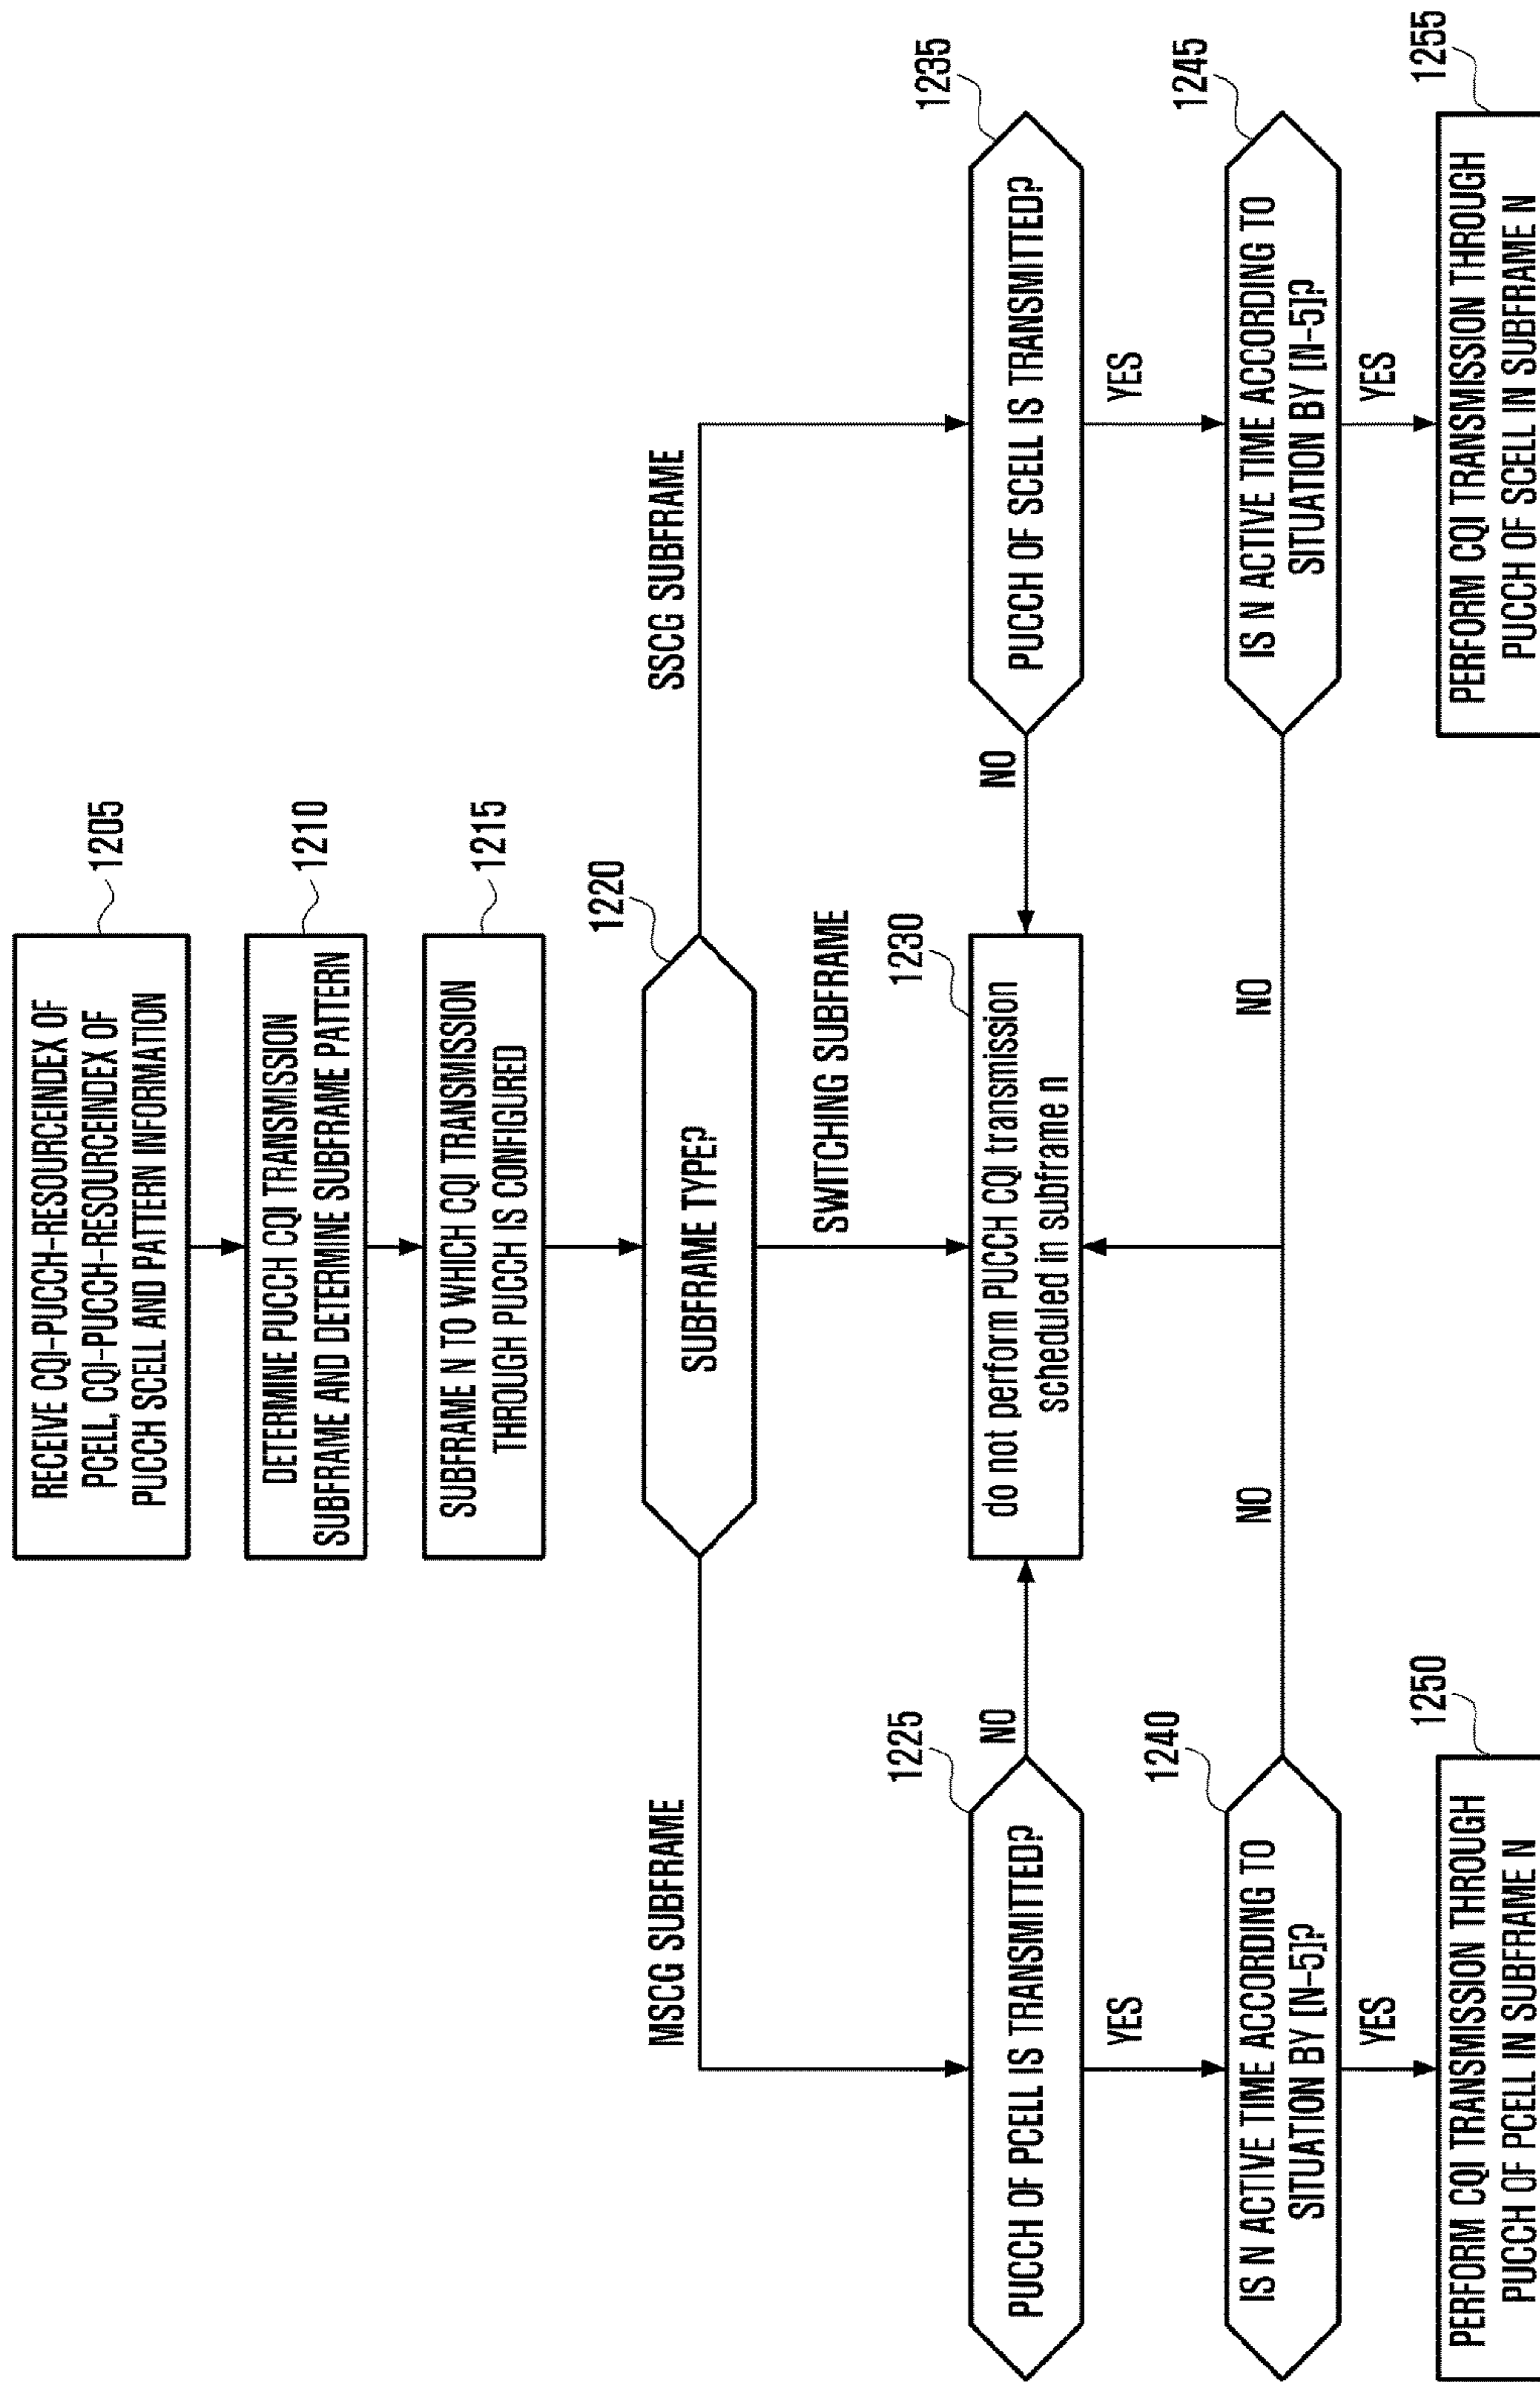 RECEIVE CQI-PUCCH-RESOURCEINDEX OF
PCELL, CQI-PUCCH-RESOURCEINDEX OF
PUCCH SCELL AND PATTERN INFORMATION
1205
DETERMINE PUCCH CQI TRANSMISSION
SUBFRAME AND DETERMINE SUBFRAME PATTERN
1210
SUBFRAME N TO WHICH CQI TRANSMISSION
THROUGH PUCCH IS CONFIGURED
1215
SUBFRAME TYPE?
1220
MSCG SUBFRAME
SWITCHING SUBFRAME
SSCG SUBFRAME
PUCCH OF PCELL IS TRANSMITTED?
1225
NO
do not perform PUCCH CQI transmission
scheduled in subframe n
1230
NO
PUCCH OF SCELL IS TRANSMITTED?
1235
YES
YES
IS N ACTIVE TIME ACCORDING TO
SITUATION BY [N-5]?
1240
NO
NO
IS N ACTIVE TIME ACCORDING TO
SITUATION BY [N-5]?
1245
YES
YES
PERFORM CQI TRANSMISSION THROUGH
PUCCH OF PCELL IN SUBFRAME N
1250
PERFORM CQI TRANSMISSION THROUGH
PUCCH OF SCELL IN SUBFRAME N
1255